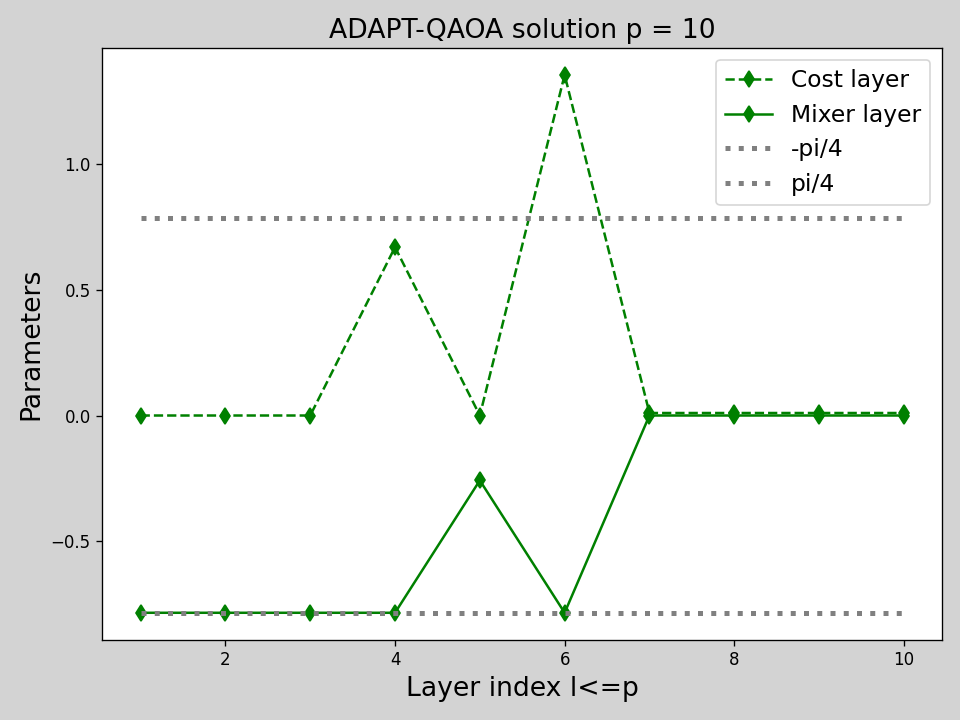 ADAPT-QAOA solution p = 10
Cost layer
Mixer layer
-pi/4
pi/4
Parameters
1.0
0.5
0.0
−0.5
2 4 6 8 10
Layer index l<=p